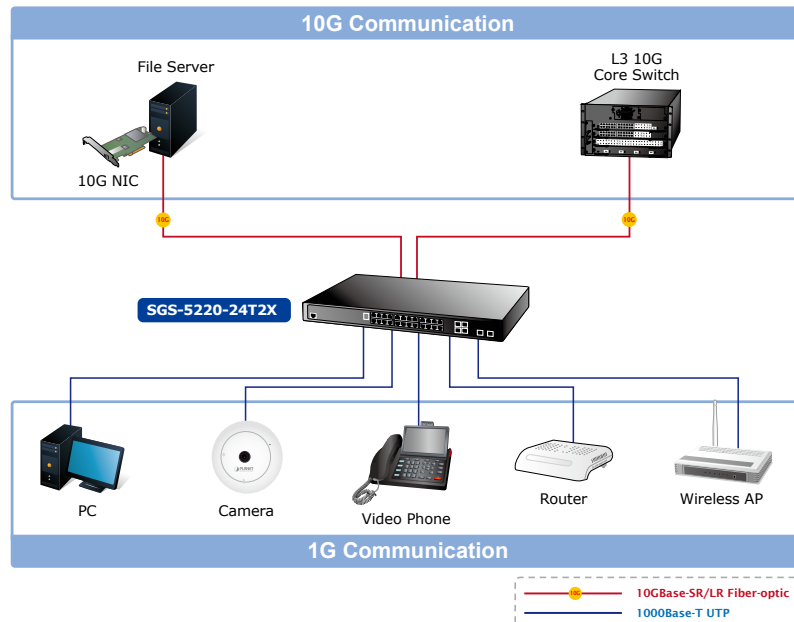 10G Communication
File Server
L3 10G
Core Switch
10G NIC
10G
10G
SGS-5220-24T2X
PLANET
PC
Camera
Video Phone
Router
Wireless AP
1G Communication
10G
10GBase-SR/LR Fiber-optic
1000Base-T UTP